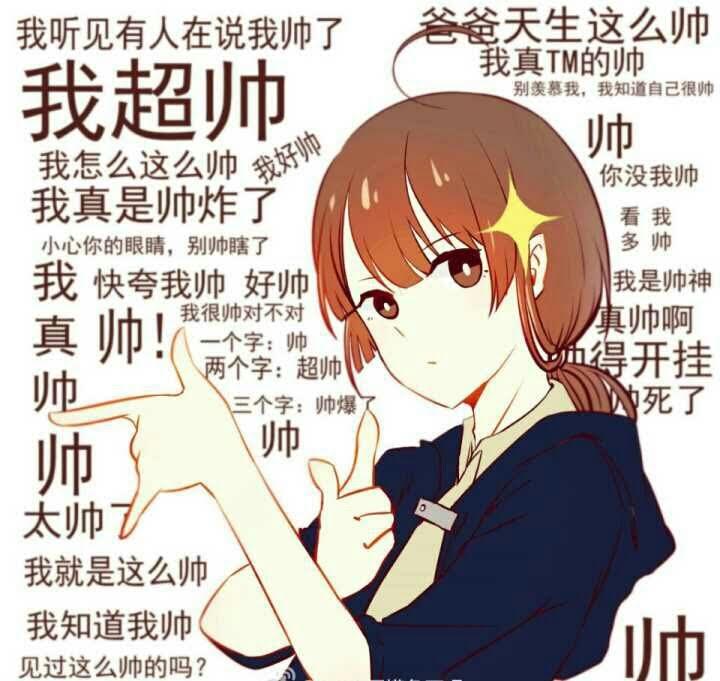 我听见有人在说我帅了
我超帅
我怎么这么帅
我好帅
我真是帅炸了
小心你的眼睛，别帅瞎了
我真帅
快夸我帅
好帅
帅！
我很帅对不对
一个字：帅
两个字：超帅
三个字：帅爆了
帅
帅
太帅了
我就是这么帅
我知道我帅
见过这么帅的吗？
爸爸天生这么帅
我真TM的帅
别羡慕我，我知道自己很帅
帅
你没我帅
看我
多帅
我是帅神
真帅啊
帅得开挂
帅死了
帅